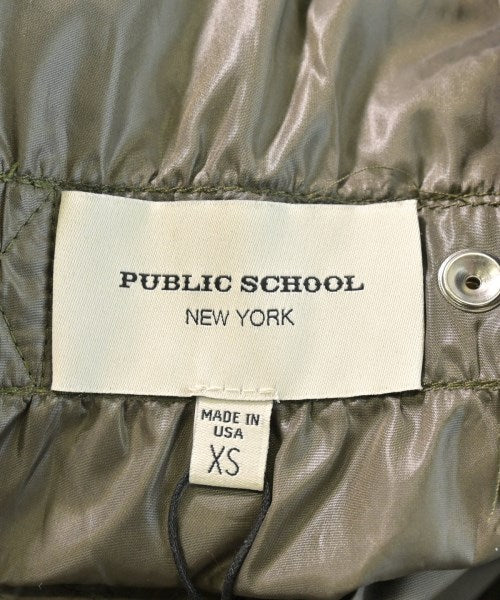 PUBLIC SCHOOL
NEW YORK
MADE IN
USA
XS